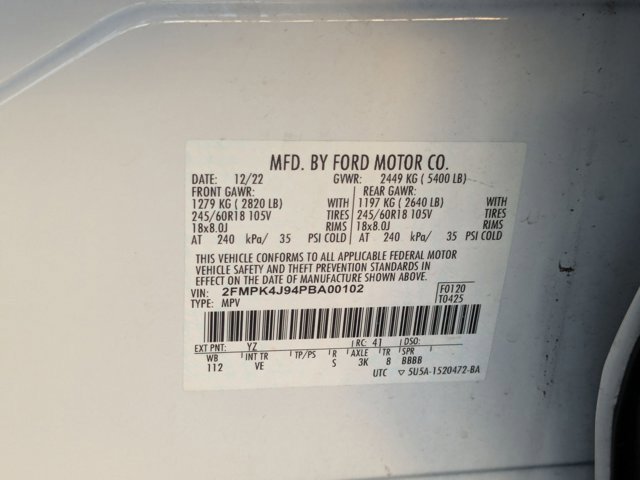 MFD. BY FORD MOTOR CO.
DATE: 12/22 GVWR: 2449 KG ( 5400 LB)
FRONT GAWR: REAR GAWR:
1279 KG ( 2820 LB) WITH 1197 KG ( 2640 LB) WITH
245/60R18 105V TIRES 245/60R18 105V TIRES
18x8.0J RIMS 18x8.0J RIMS
AT 240 kPa/ 35 PSI COLD AT 240 kPa/ 35 PSI COLD
THIS VEHICLE CONFORMS TO ALL APPLICABLE FEDERAL MOTOR
VEHICLE SAFETY AND THEFT PREVENTION STANDARDS IN
EFFECT ON THE DATE OF MANUFACTURE SHOWN ABOVE.
VIN: 2FMPK4J94PBA00102 F0120
TYPE: MPV T0425
EXT PNT: YZ RC: 41 DSO:
WB INT TR TP/PS R AXLE TR SPR
112 VE S 3K 8 BBBB
UTC ▽ 5U5A-1520472-BA